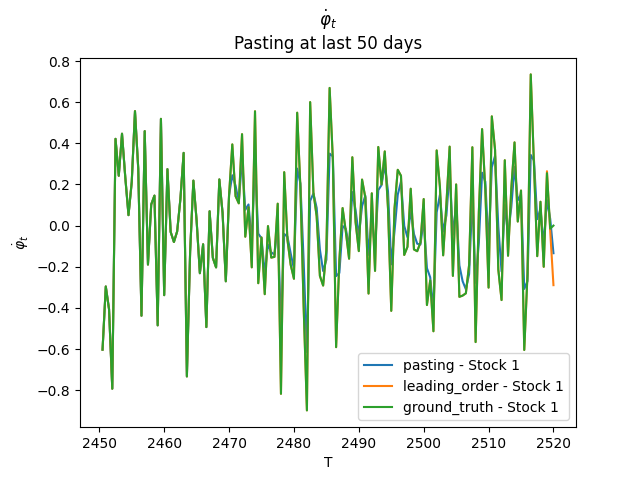 φ̇ₜ
Pasting at last 50 days
φ̇ₜ
0.8
0.6
0.4
0.2
0.0
−0.2
−0.4
−0.6
−0.8
2450 2460 2470 2480 2490 2500 2510 2520
T
pasting - Stock 1
leading_order - Stock 1
ground_truth - Stock 1